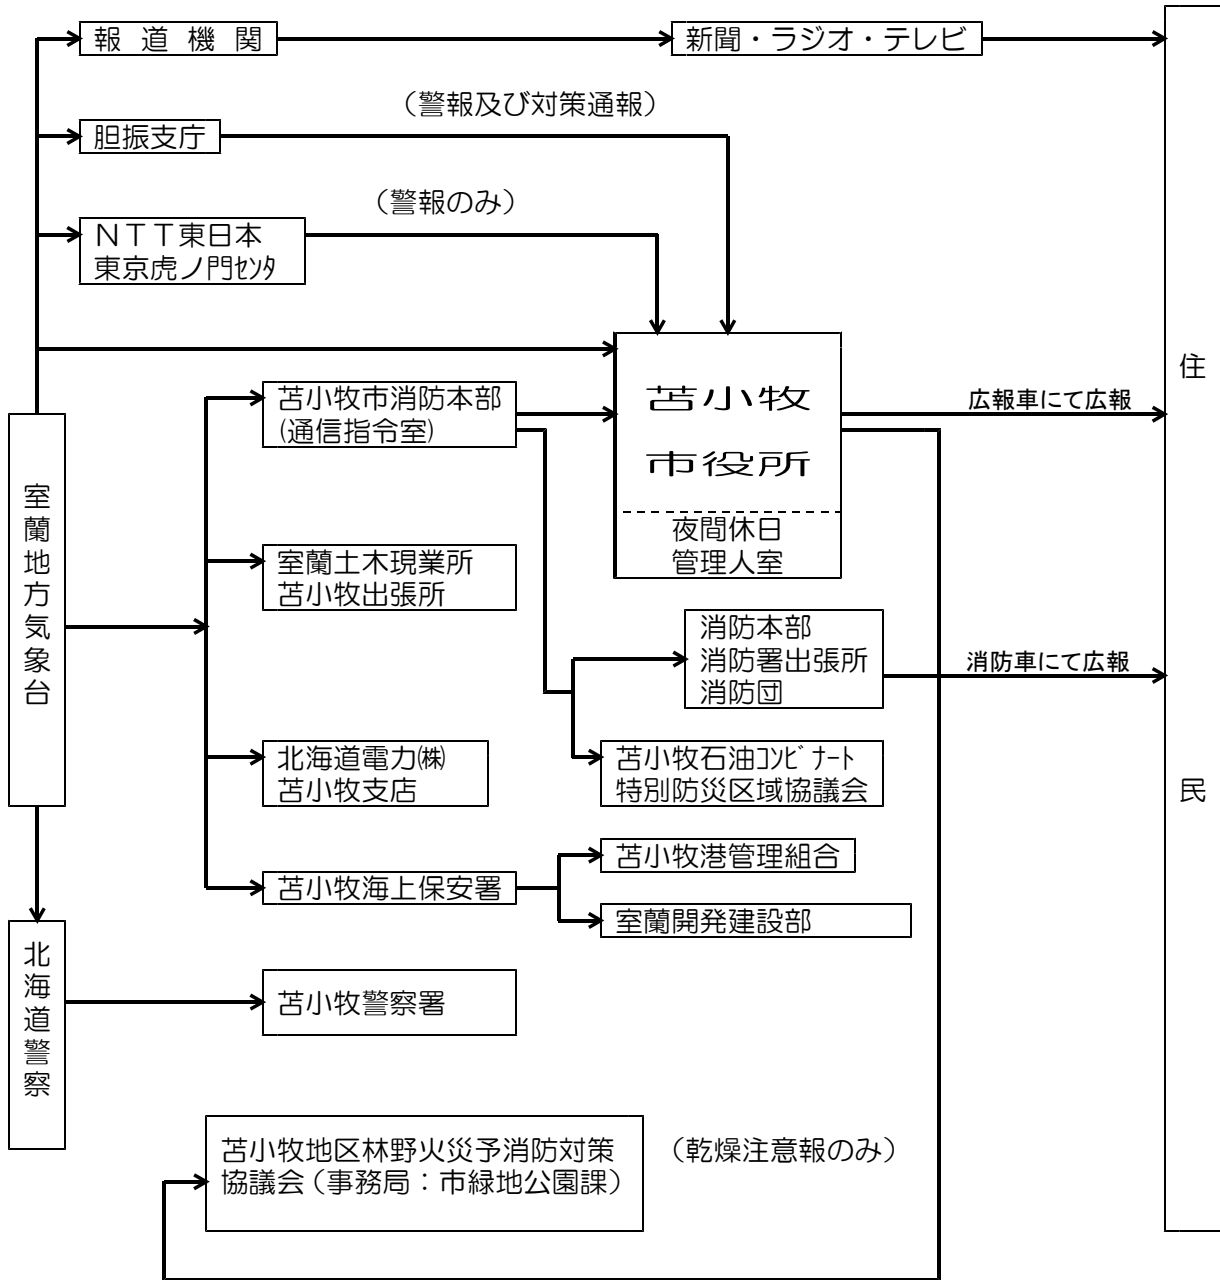 報道機関
新聞・ラジオ・テレビ
(警報及び対策通報)
胆振支庁
(警報のみ)
NTT東日本
東京虎ノ門センタ
苫小牧
市役所
夜間休日
管理人室
苫小牧市消防本部
(通信指令室)
広報車にて広報
住民
室蘭地方気象台
室蘭土木現業所
苫小牧出張所
消防本部
消防署出張所
消防団
消防車にて広報
北海道電力㈱
苫小牧支店
苫小牧石油コンビナート
特別防災区域協議会
苫小牧海上保安署
苫小牧港管理組合
室蘭開発建設部
北海道警察
苫小牧警察署
苫小牧地区林野火災予消防対策
協議会(事務局:市緑地公園課)
(乾燥注意報のみ)